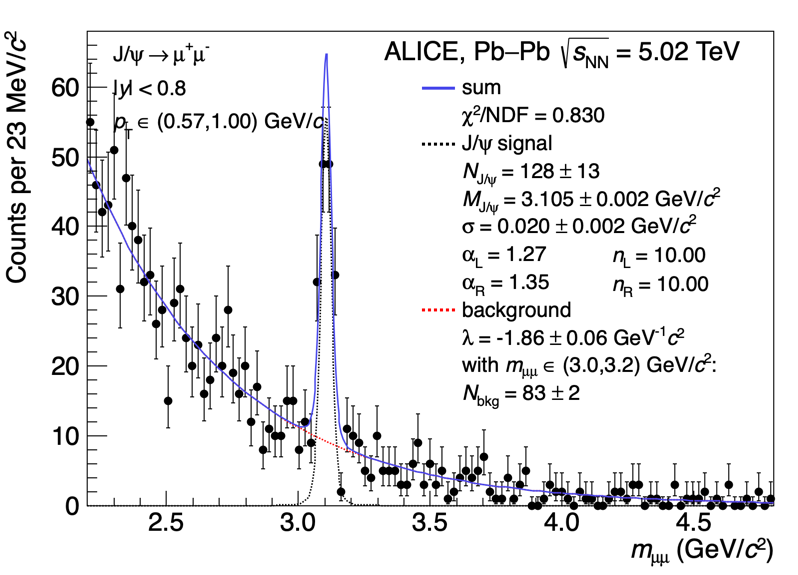 J/ψ → μ⁺μ⁻
|y| < 0.8
p_T ∈ (0.57,1.00) GeV/c
ALICE, Pb–Pb √s_NN = 5.02 TeV
sum
χ²/NDF = 0.830
J/ψ signal
N_J/ψ = 128 ± 13
M_J/ψ = 3.105 ± 0.002 GeV/c²
σ = 0.020 ± 0.002 GeV/c²
α_L = 1.27 n_L = 10.00
α_R = 1.35 n_R = 10.00
background
λ = -1.86 ± 0.06 GeV⁻¹c²
with m_μμ ∈ (3.0,3.2) GeV/c²:
N_bkg = 83 ± 2
Counts per 23 MeV/c²
60
50
40
30
20
10
0
2.5 3.0 3.5 4.0 4.5
m_μμ (GeV/c²)